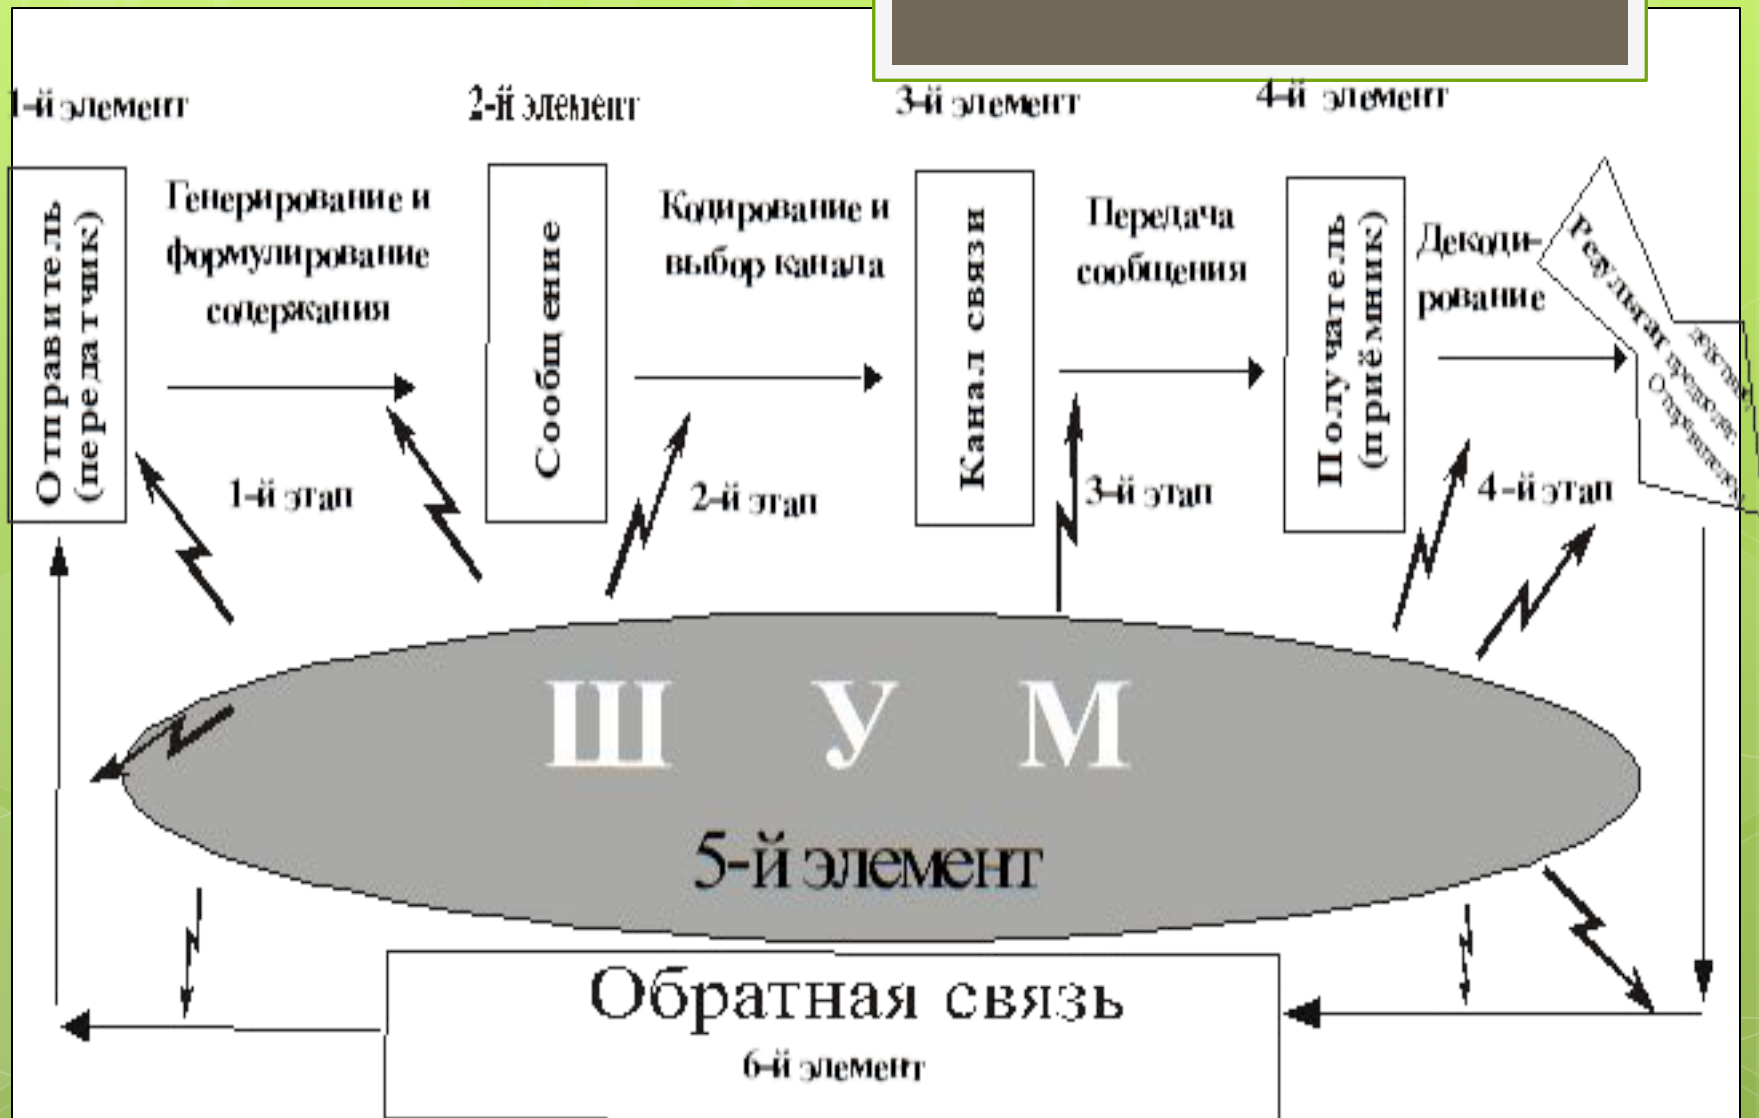 1-й элемент
2-й элемент
3-й элемент
4-й элемент
Отправитель
(передатчик)
Генерирование и
формулирование
содержания
1-й этап
Сообщение
Кодирование и
выбор канала
2-й этап
Канал связи
Передача
сообщения
3-й этап
Получатель
(приёмник)
Декоди-
рование
4-й этап
Результат
ШУМ
5-й элемент
Обратная связь
6-й элемент